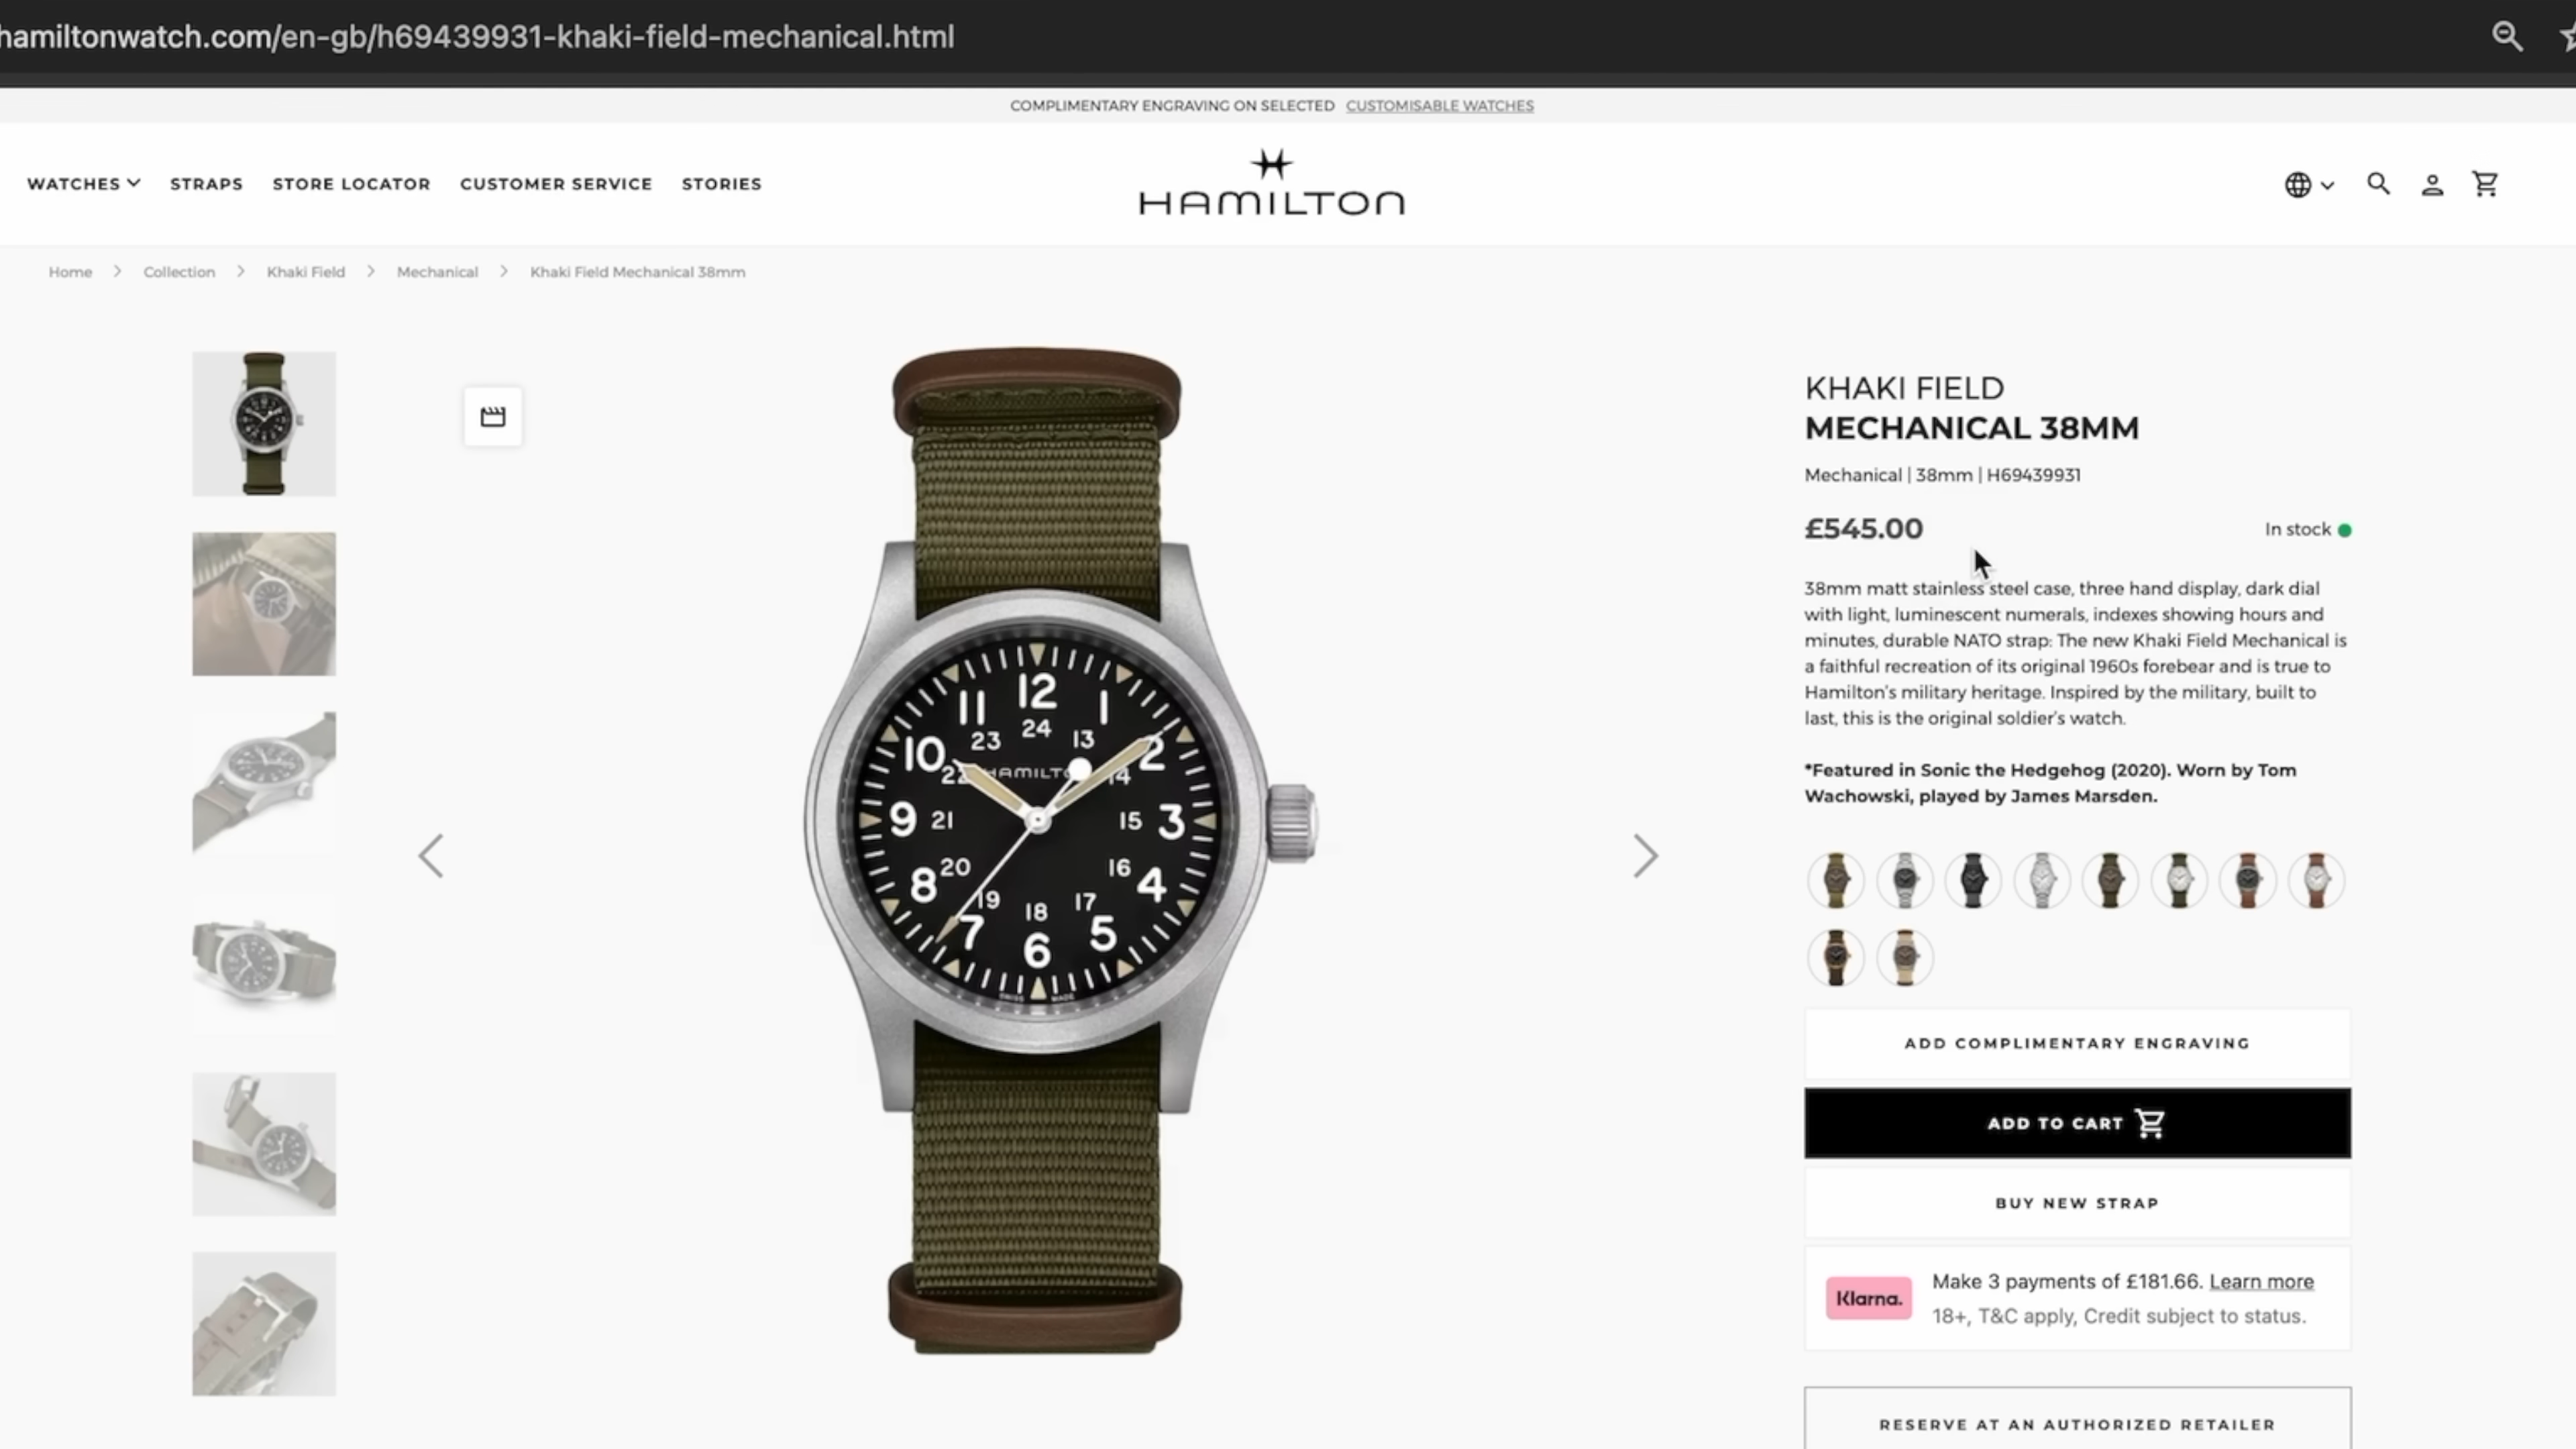 hamiltonwatch.com/en-gb/h69439931-khaki-field-mechanical.html
COMPLIMENTARY ENGRAVING ON SELECTED CUSTOMISABLE WATCHES
WATCHES STRAPS STORE LOCATOR CUSTOMER SERVICE STORIES
HAMILTON
Home > Collection > Khaki Field > Mechanical > Khaki Field Mechanical 38mm
12
11 1
24
23 13
10 2
22 HAMILTO 14
9 21 15 3
20 16
8 4
19 18 17
7 5
6
SWISS MADE
KHAKI FIELD
MECHANICAL 38MM
Mechanical | 38mm | H69439931
£545.00
In stock
38mm matt stainless steel case, three hand display, dark dial
with light, luminescent numerals, indexes showing hours and
minutes, durable NATO strap: The new Khaki Field Mechanical is
a faithful recreation of its original 1960s forebear and is true to
Hamilton's military heritage. Inspired by the military, built to
last, this is the original soldier's watch.
*Featured in Sonic the Hedgehog (2020). Worn by Tom
Wachowski, played by James Marsden.
ADD COMPLIMENTARY ENGRAVING
ADD TO CART
BUY NEW STRAP
Klarna.
Make 3 payments of £181.66. Learn more
18+, T&C apply, Credit subject to status.
RESERVE AT AN AUTHORIZED RETAILER